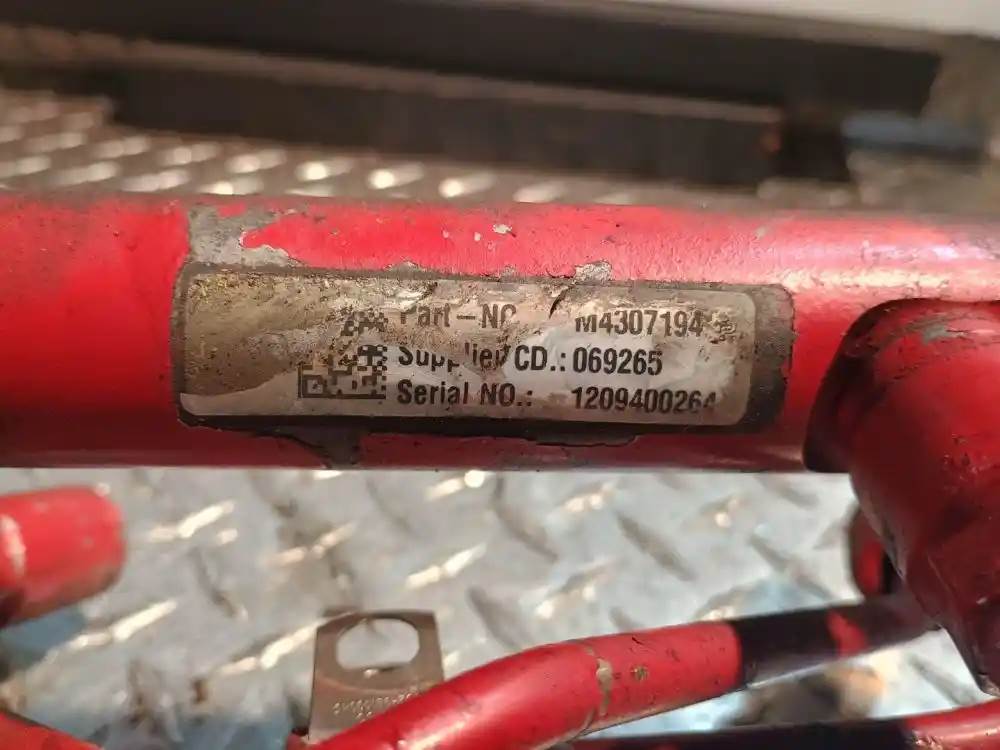 Part-NO M4307194
Supplier CD.: 069265
Serial NO.: 1209400264